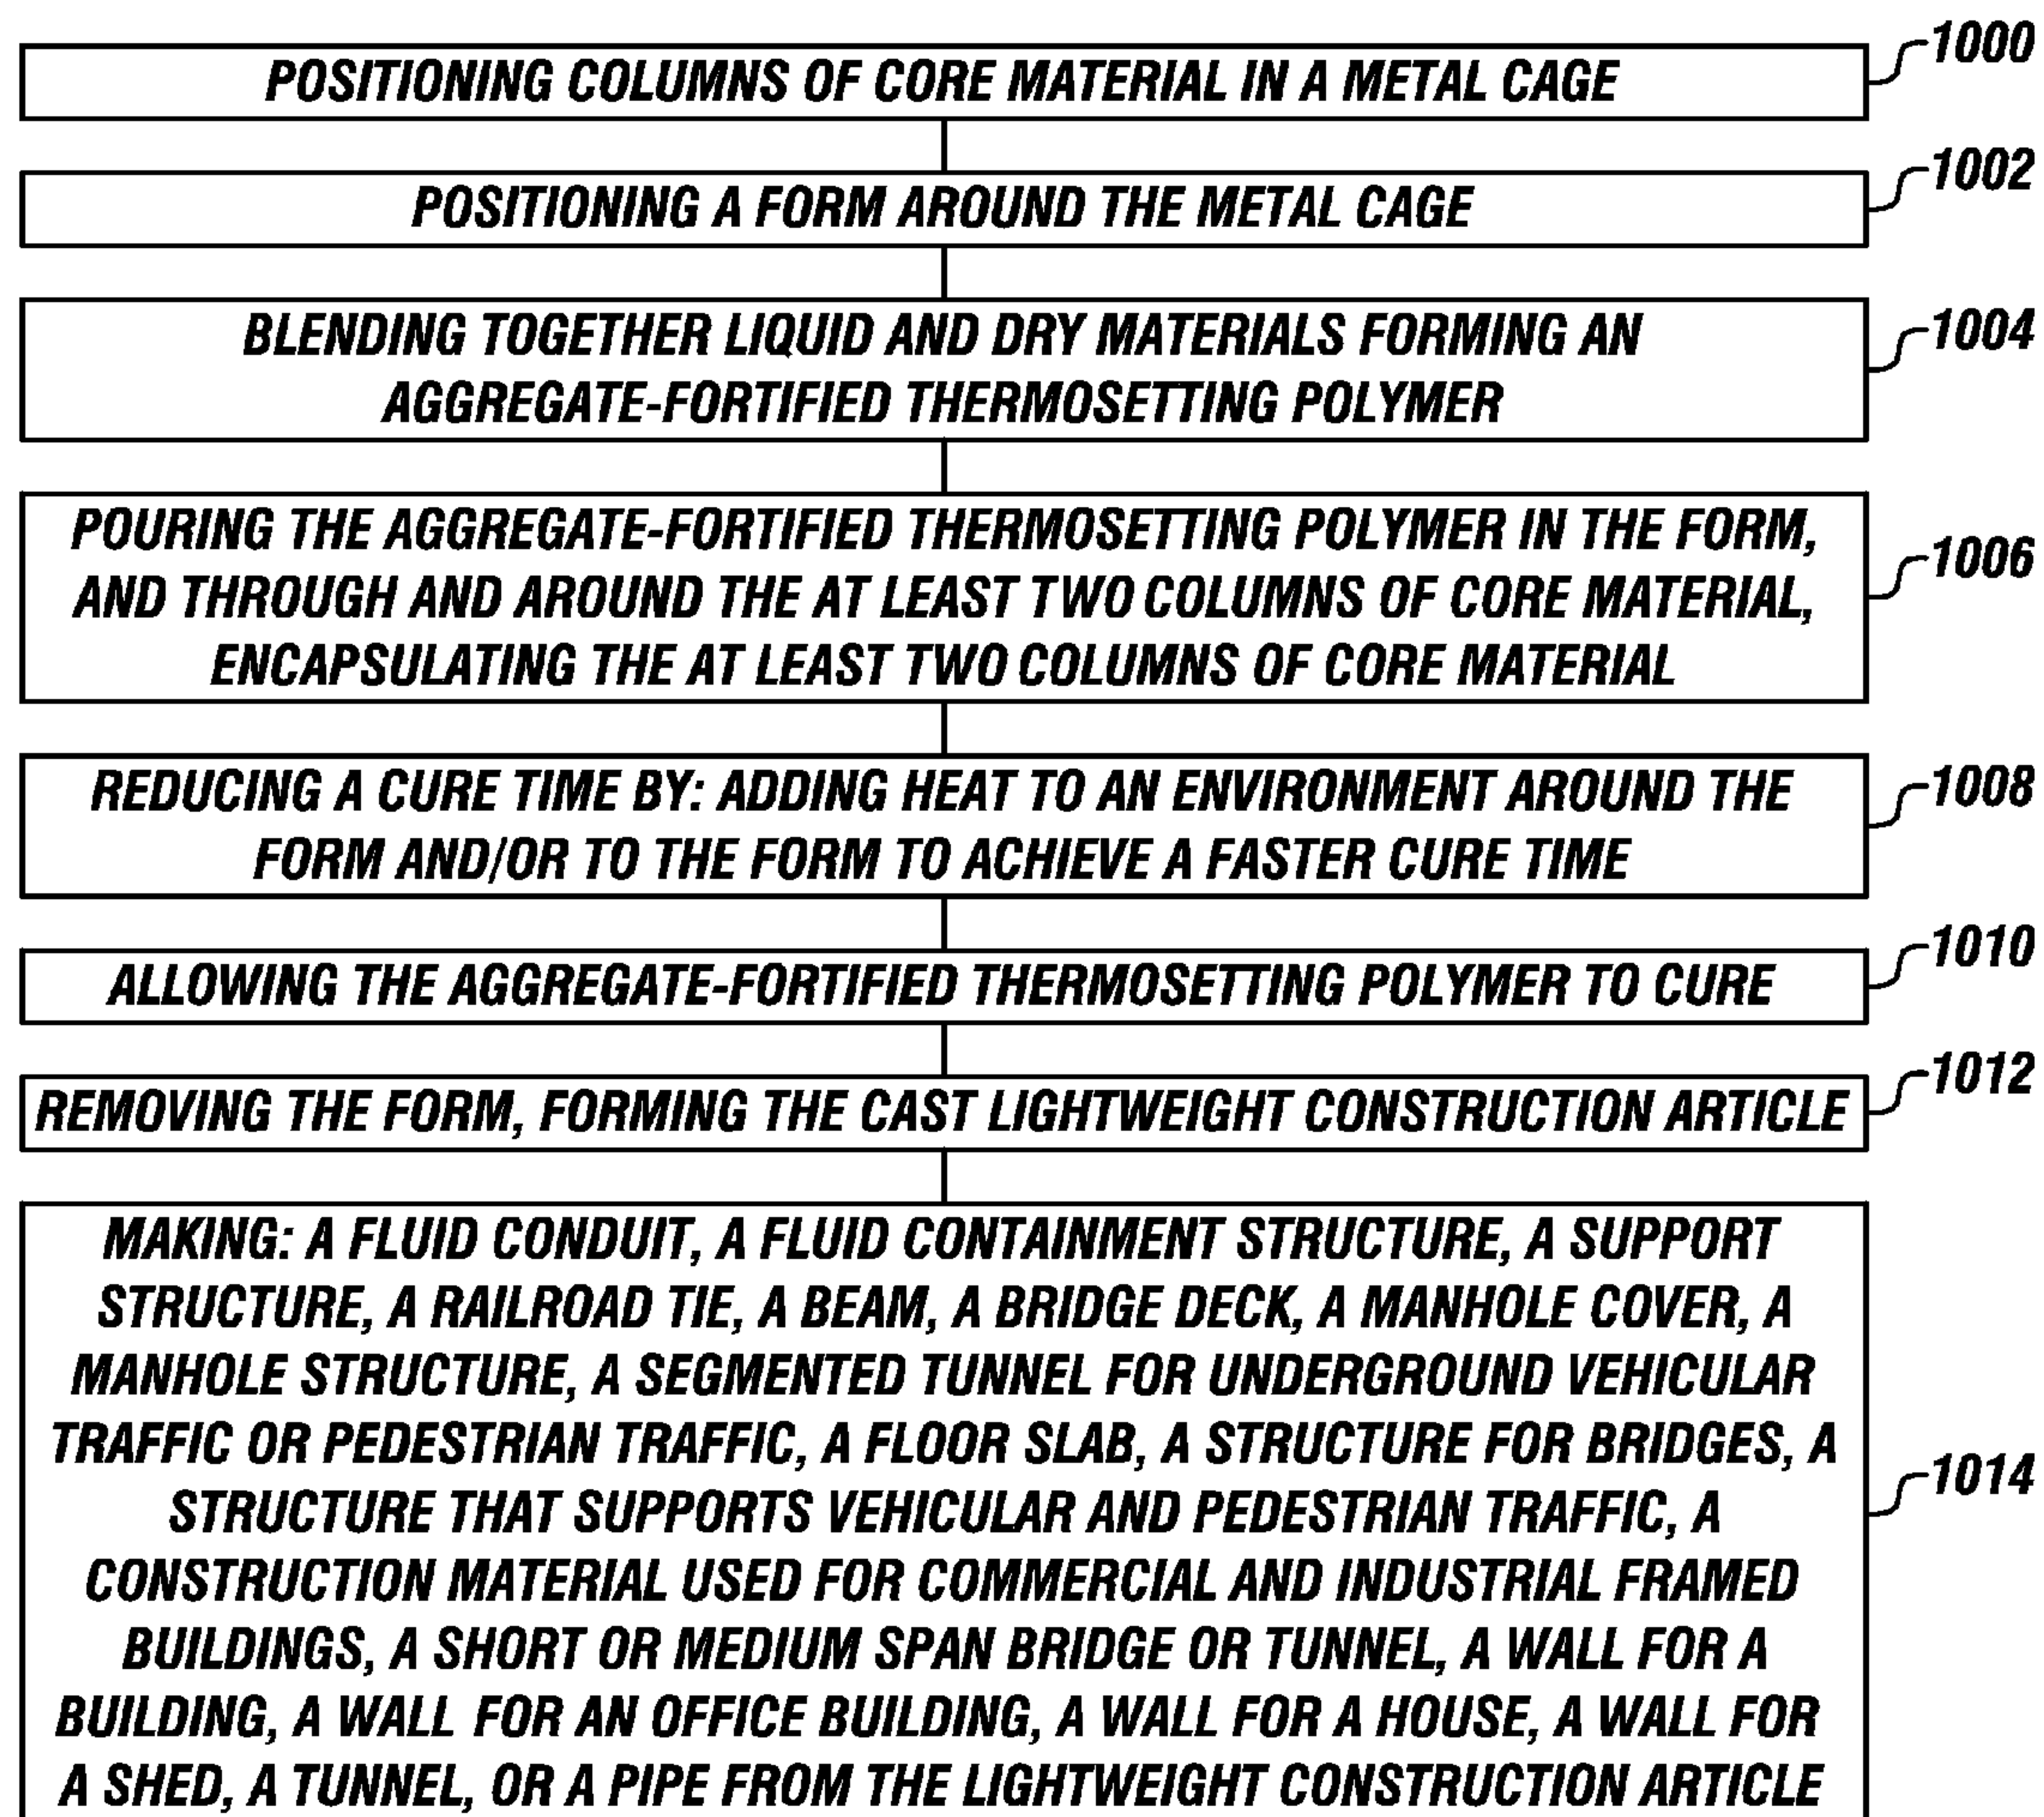 POSITIONING COLUMNS OF CORE MATERIAL IN A METAL CAGE
1000
POSITIONING A FORM AROUND THE METAL CAGE
1002
BLENDING TOGETHER LIQUID AND DRY MATERIALS FORMING AN
AGGREGATE-FORTIFIED THERMOSETTING POLYMER
1004
POURING THE AGGREGATE-FORTIFIED THERMOSETTING POLYMER IN THE FORM,
AND THROUGH AND AROUND THE AT LEAST TWO COLUMNS OF CORE MATERIAL,
ENCAPSULATING THE AT LEAST TWO COLUMNS OF CORE MATERIAL
1006
REDUCING A CURE TIME BY: ADDING HEAT TO AN ENVIRONMENT AROUND THE
FORM AND/OR TO THE FORM TO ACHIEVE A FASTER CURE TIME
1008
ALLOWING THE AGGREGATE-FORTIFIED THERMOSETTING POLYMER TO CURE
1010
REMOVING THE FORM, FORMING THE CAST LIGHTWEIGHT CONSTRUCTION ARTICLE
1012
MAKING: A FLUID CONDUIT, A FLUID CONTAINMENT STRUCTURE, A SUPPORT
STRUCTURE, A RAILROAD TIE, A BEAM, A BRIDGE DECK, A MANHOLE COVER, A
MANHOLE STRUCTURE, A SEGMENTED TUNNEL FOR UNDERGROUND VEHICULAR
TRAFFIC OR PEDESTRIAN TRAFFIC, A FLOOR SLAB, A STRUCTURE FOR BRIDGES, A
STRUCTURE THAT SUPPORTS VEHICULAR AND PEDESTRIAN TRAFFIC, A
CONSTRUCTION MATERIAL USED FOR COMMERCIAL AND INDUSTRIAL FRAMED
BUILDINGS, A SHORT OR MEDIUM SPAN BRIDGE OR TUNNEL, A WALL FOR A
BUILDING, A WALL FOR AN OFFICE BUILDING, A WALL FOR A HOUSE, A WALL FOR
A SHED, A TUNNEL, OR A PIPE FROM THE LIGHTWEIGHT CONSTRUCTION ARTICLE
1014